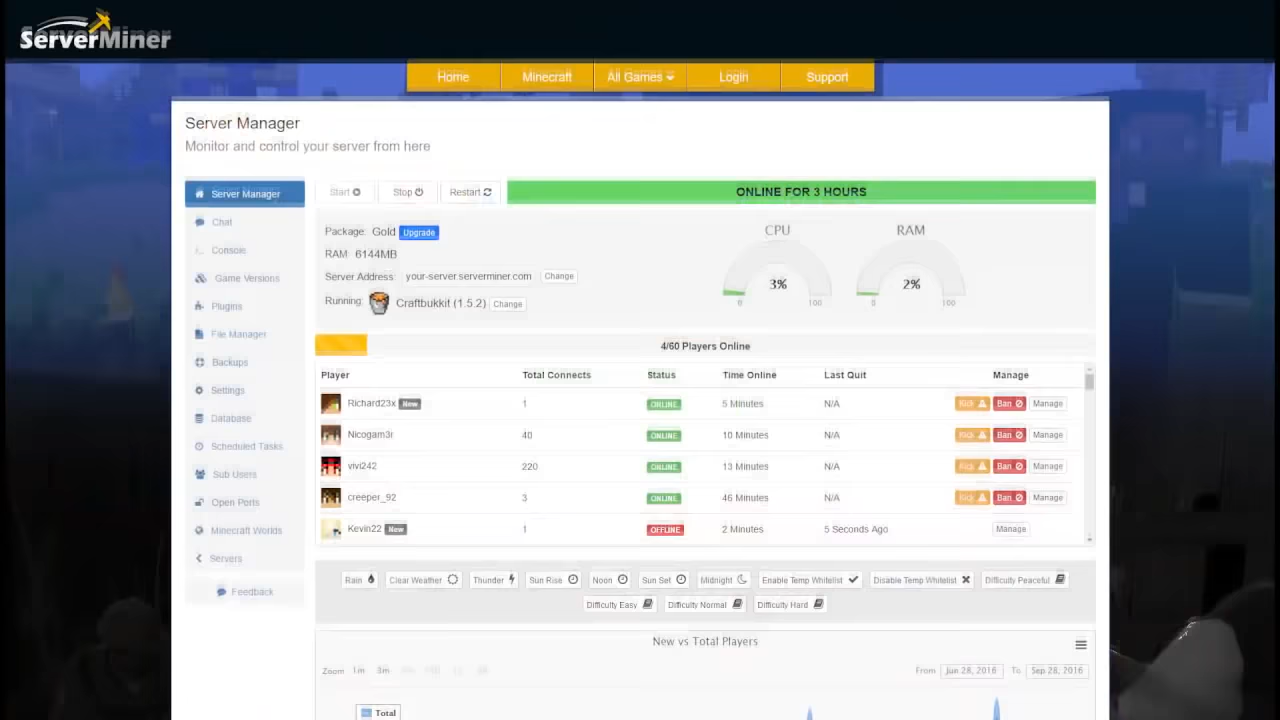 ServerMiner
Home Minecraft All Games Login Support
Server Manager
Monitor and control your server from here
Server Manager
Chat
Console
Game Versions
Plugins
File Manager
Backups
Settings
Database
Scheduled Tasks
Sub Users
Open Ports
Minecraft Worlds
Servers
Feedback
Start Stop Restart ONLINE FOR 3 HOURS
Package: Gold Upgrade
RAM 6144MB
Server Address: your-server.serverminer.com Change
Running: Craftbukkit (1.5.2) Change
CPU RAM
3% 2%
0 100 0 100
4/60 Players Online
Player Total Connects Status Time Online Last Quit Manage
Richard23x New 1 ONLINE 5 Minutes N/A Kick Ban Manage
Nicogam3r 40 ONLINE 10 Minutes N/A Kick Ban Manage
vivi242 220 ONLINE 13 Minutes N/A Kick Ban Manage
creeper_92 3 ONLINE 46 Minutes N/A Kick Ban Manage
Kevin22 New 1 OFFLINE 2 Minutes 5 Seconds Ago Manage
Rain Clear Weather Thunder Sun Rise Noon Sun Set Midnight Enable Temp Whitelist Disable Temp Whitelist Difficulty Peaceful
Difficulty Easy Difficulty Normal Difficulty Hard
New vs Total Players
Zoom 1m 3m From Jun 28, 2016 To Sep 28, 2016
Total